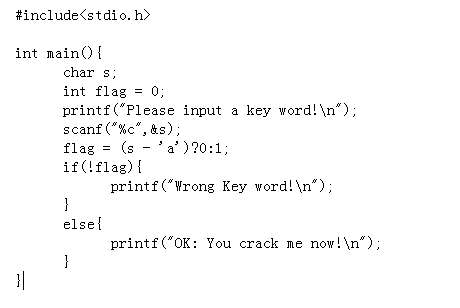 #include<stdio.h>
int main(){
char s;
int flag = 0;
printf("Please input a key word!\n");
scanf("%c",&s);
flag = (s - 'a')?0:1;
if(!flag){
printf("Wrong Key word!\n");
}
else{
printf("OK: You crack me now!\n");
}
}